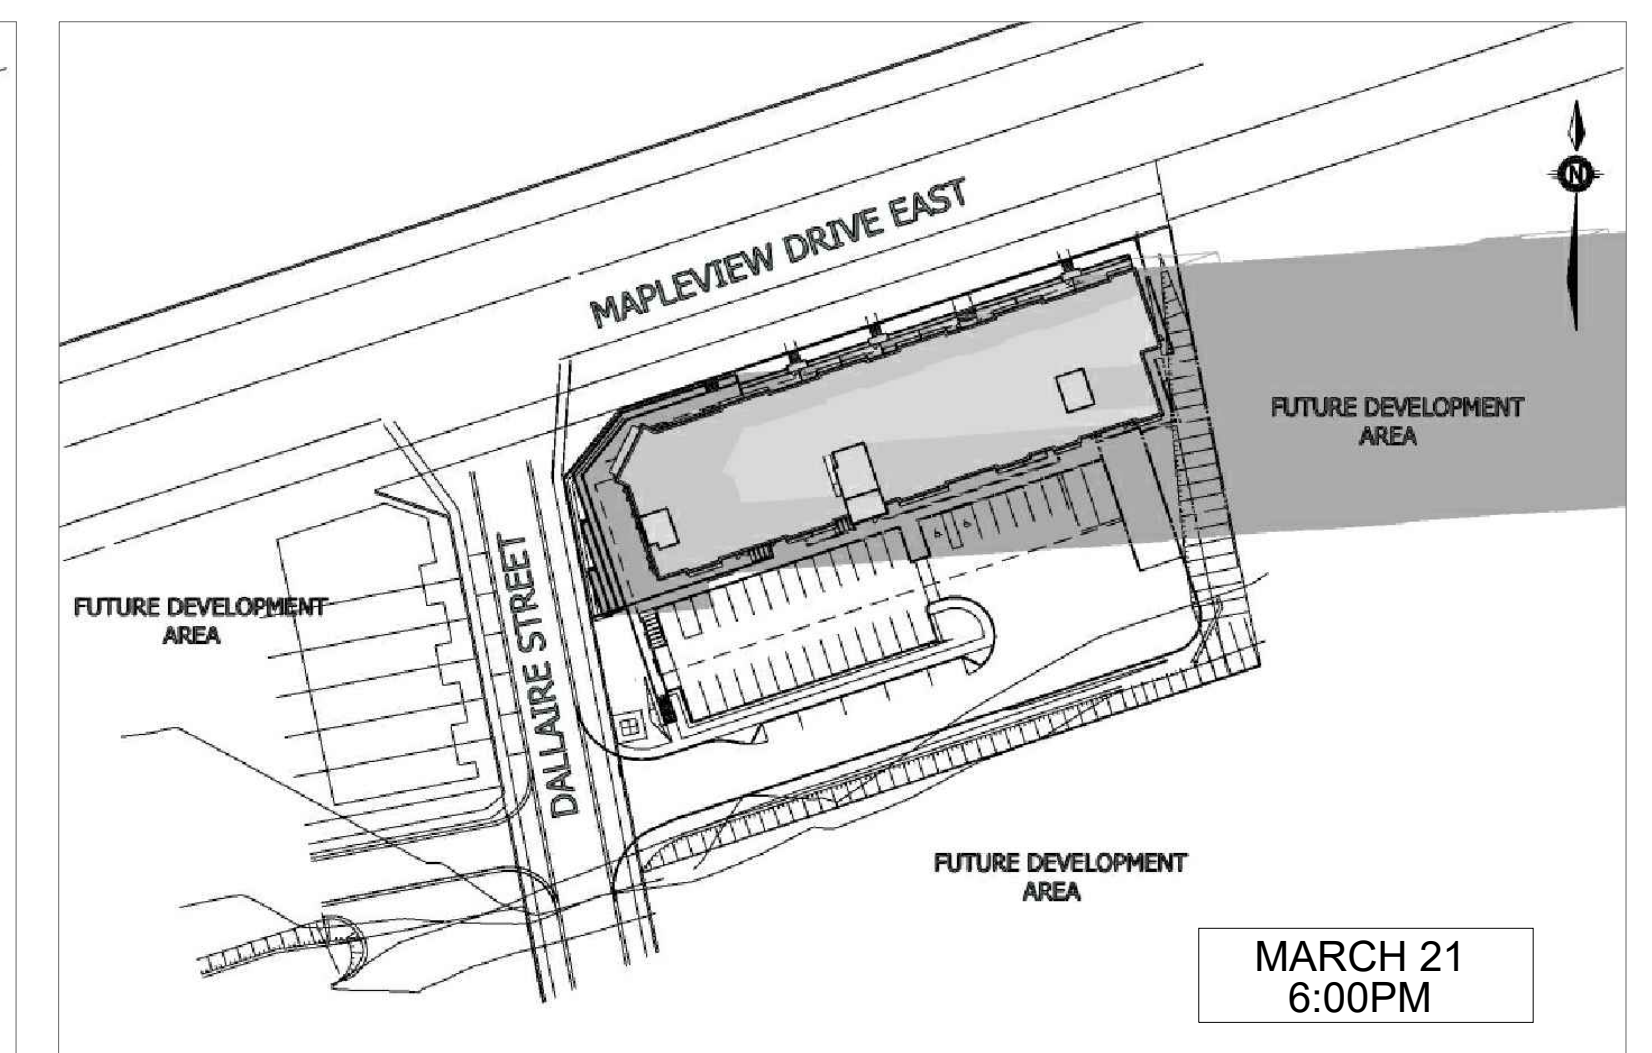 MAPLEVIEW DRIVE EAST
N
FUTURE DEVELOPMENT
AREA
DALLAIRE STREET
FUTURE DEVELOPMENT
AREA
FUTURE DEVELOPMENT
AREA
MARCH 21
6:00PM